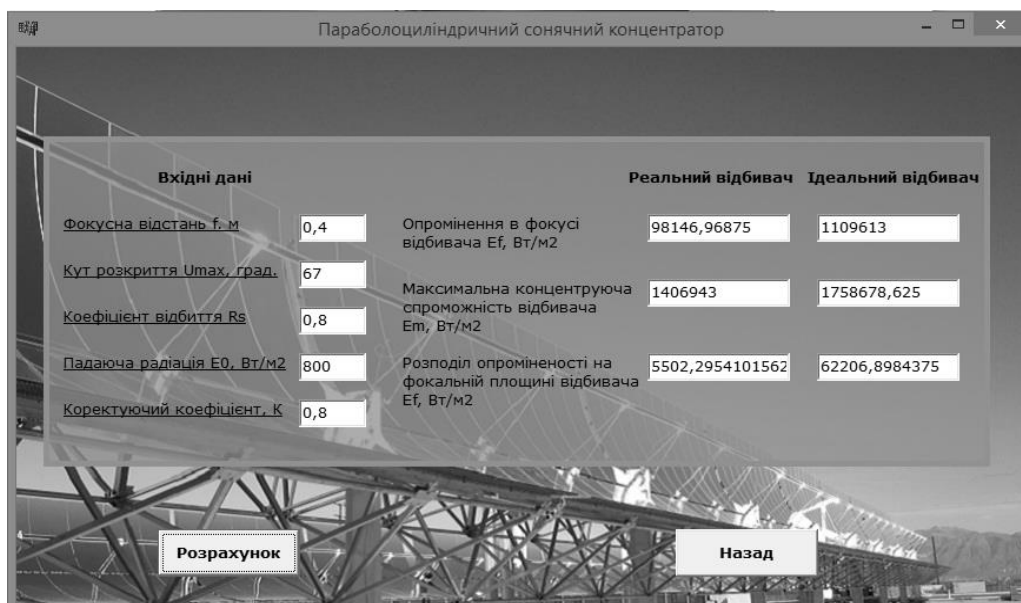 Параболоциліндричний сонячний концентратор
Вхідні дані
Реальний відбивач Ідеальний відбивач
Фокусна відстань f. м
0,4
Кут розкриття Umax, град.
67
Коефіцієнт відбиття Rs
0,8
Падаюча радіація E0, Вт/м2
800
Коректуючий коефіцієнт, K
0,8
Опромінення в фокусі
відбивача Ef, Вт/м2
98146,96875
1109613
Максимальна концентруюча
спроможність відбивача
Em, Вт/м2
1406943
1758678,625
Розподіл опроміненості на
фокальній площині відбивача
Ef, Вт/м2
5502,2954101562
62206,8984375
Розрахунок
Назад